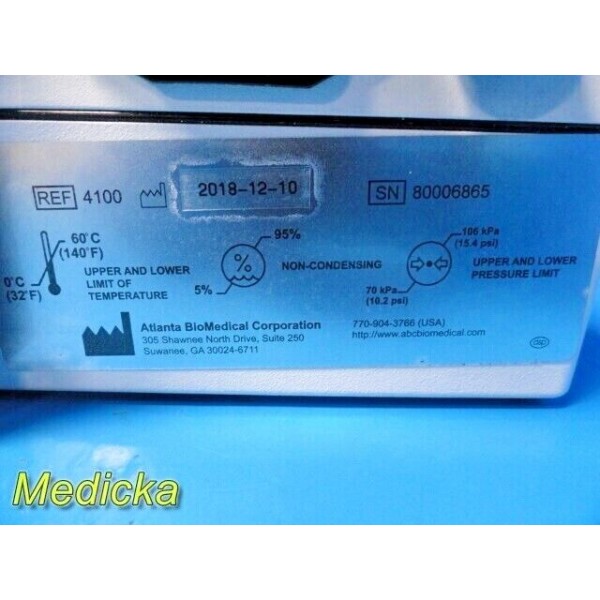 REF 4100 2018-12-10 SN 80006865
60°C
(140°F)
0°C
(32°F)
UPPER AND LOWER
LIMIT OF
TEMPERATURE
95%
%
5%
NON-CONDENSING
106 kPa
(15.4 psi)
70 kPa
(10.2 psi)
UPPER AND LOWER
PRESSURE LIMIT
Atlanta BioMedical Corporation
305 Shawnee North Drive, Suite 250
Suwanee, GA 30024-6711
770-904-3766 (USA)
http://www.abcbiomedical.com
Medicka